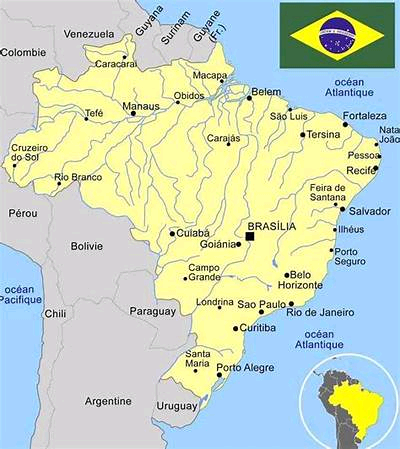 Venezuela
Guyana
Surinam
Guyane
(Fr.)
Colombie
Caracaraí
Macapa
océan
Atlantique
Obidos
Belem
Tefé
Manaus
São Luis
Fortaleza
Tersina
Natal
João
Cruzeiro
do Sol
Carajás
Pessoa
Rio Branco
Recife
Feira de
Santana
Salvador
Pérou
Cuiabá
BRASÍLIA
Goiânia
Ilhéus
Bolivie
Porto
Seguro
Campo
Grande
Belo
Horizonte
océan
Pacifique
Londrina
Sao Paulo
Rio de Janeiro
Paraguay
Chili
Curitiba
océan
Atlantique
Santa
Maria
Porto Alegre
Argentine
Uruguay